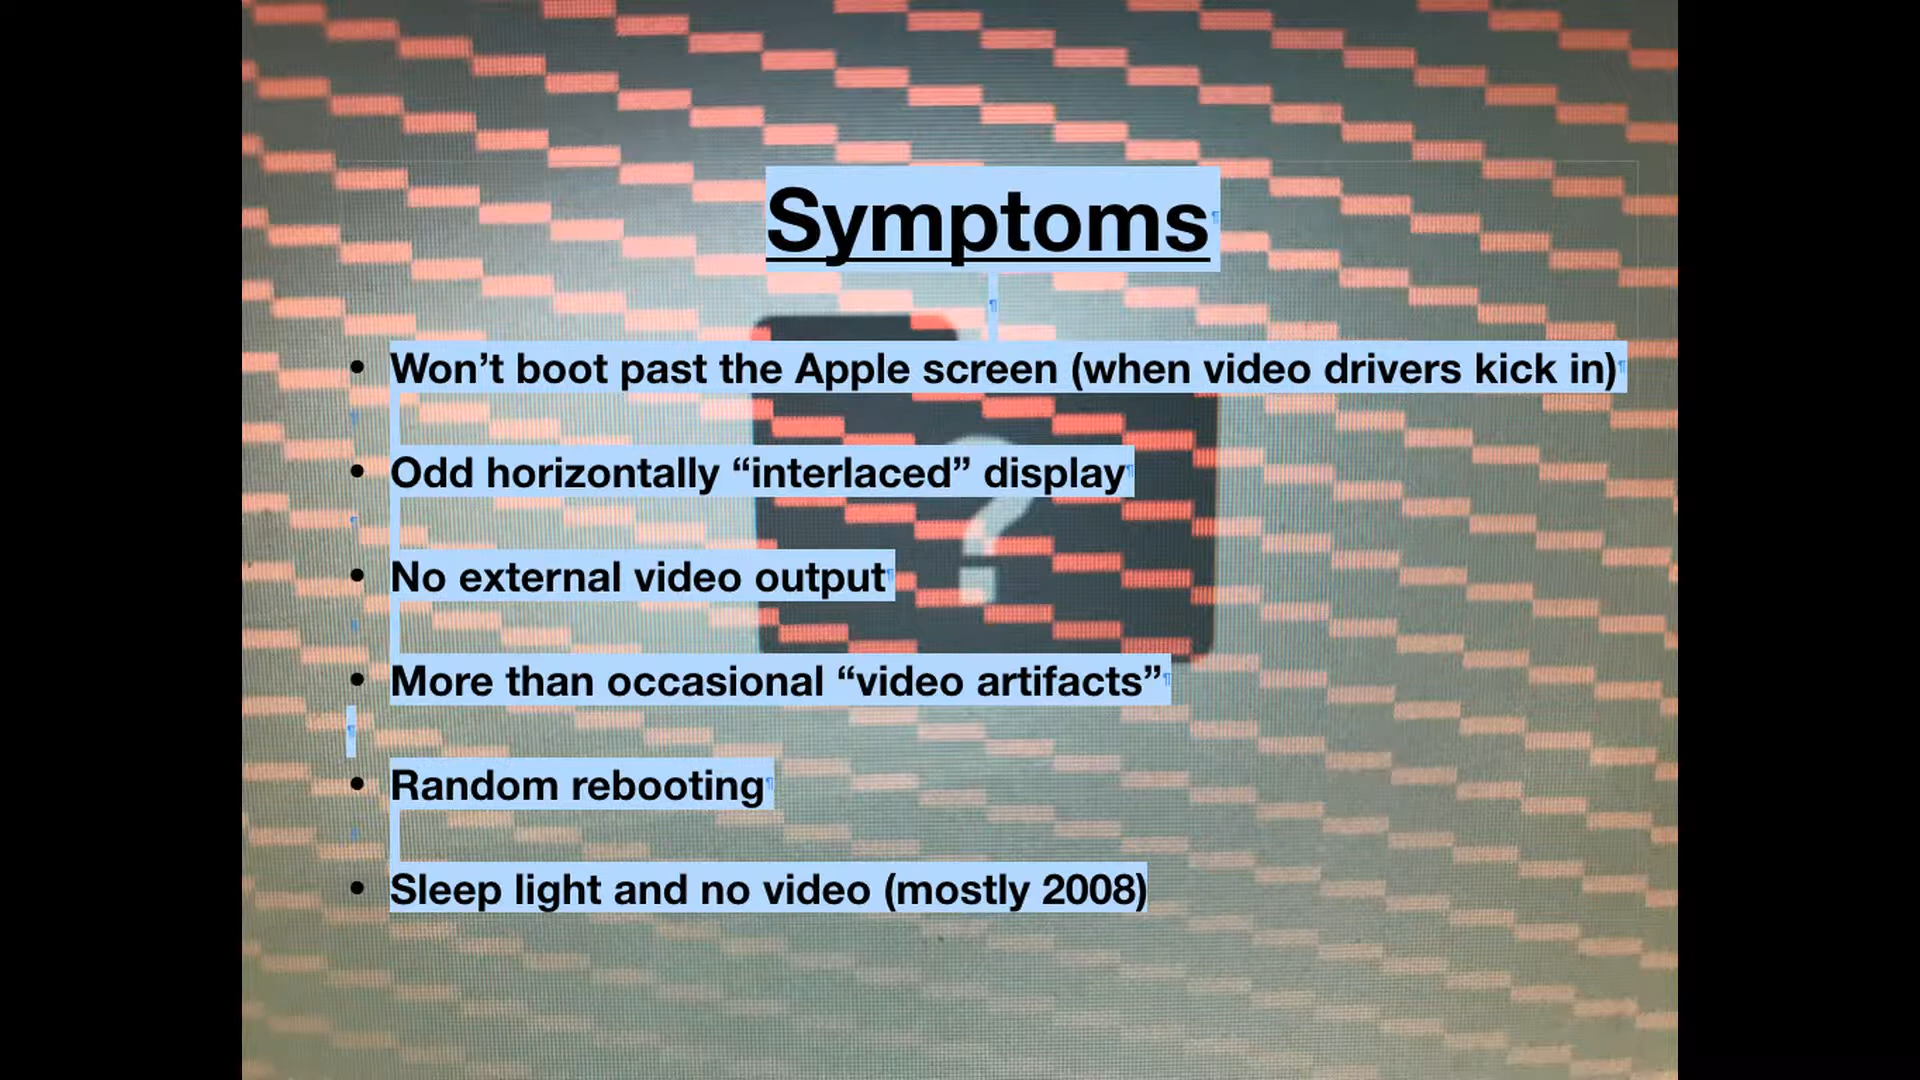 Symptoms
• Won’t boot past the Apple screen (when video drivers kick in)
• Odd horizontally “interlaced” display
• No external video output
• More than occasional “video artifacts”
• Random rebooting
• Sleep light and no video (mostly 2008)